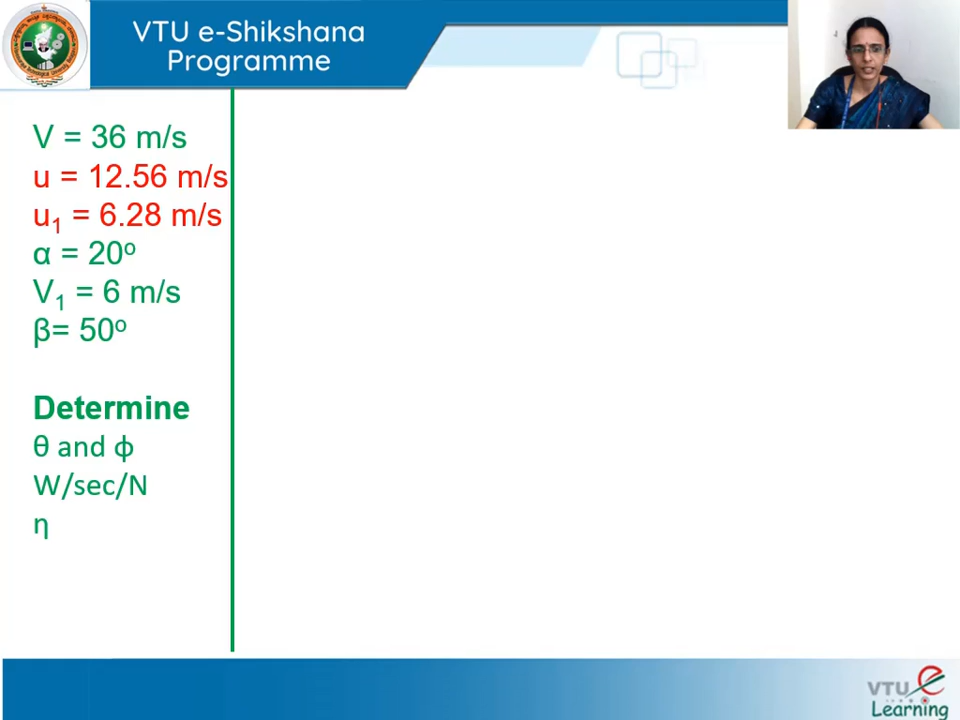 VTU e-Shikshana
Programme
V = 36 m/s
u = 12.56 m/s
u₁ = 6.28 m/s
α = 20º
V₁ = 6 m/s
β= 50º
Determine
θ and ϕ
W/sec/N
η
VTU e
Learning